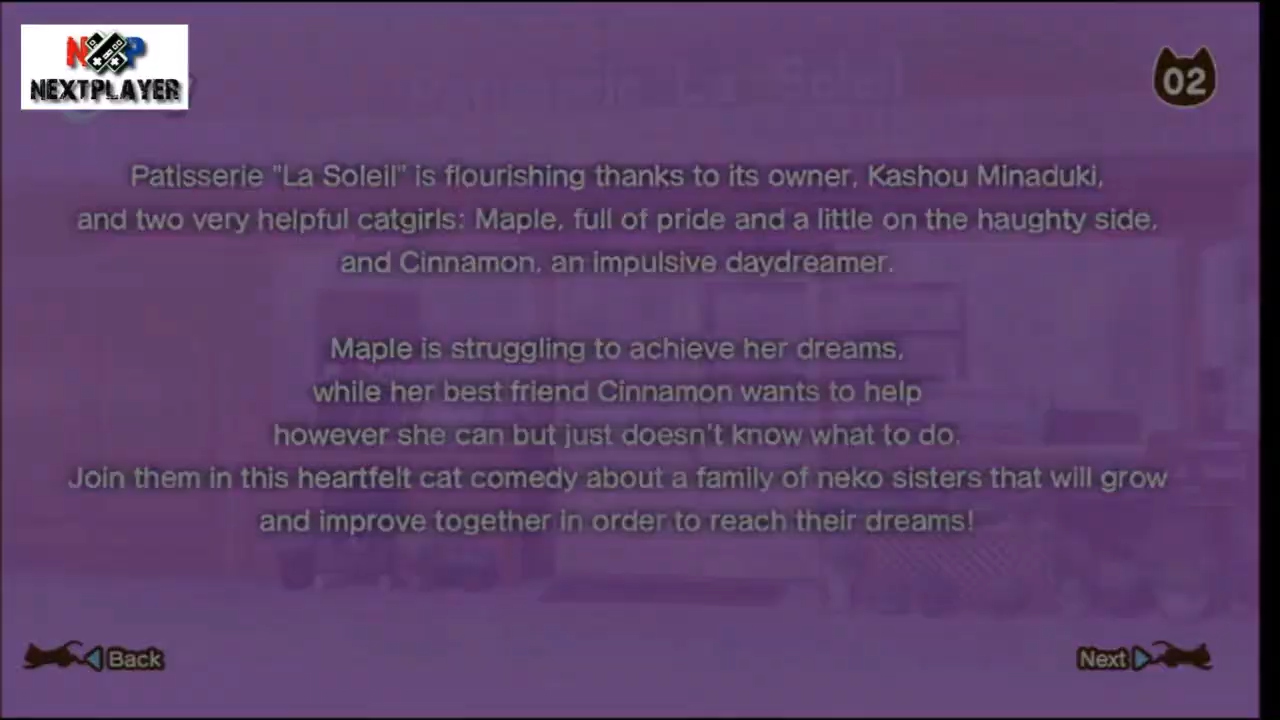 NXP
NEXTPLAYER
02
Patisserie "La Soleil" is flourishing thanks to its owner, Kashou Minaduki,
and two very helpful catgirls: Maple, full of pride and a little on the haughty side,
and Cinnamon, an impulsive daydreamer.
Maple is struggling to achieve her dreams,
while her best friend Cinnamon wants to help
however she can but just doesn't know what to do.
Join them in this heartfelt cat comedy about a family of neko sisters that will grow
and improve together in order to reach their dreams!
Back
Next